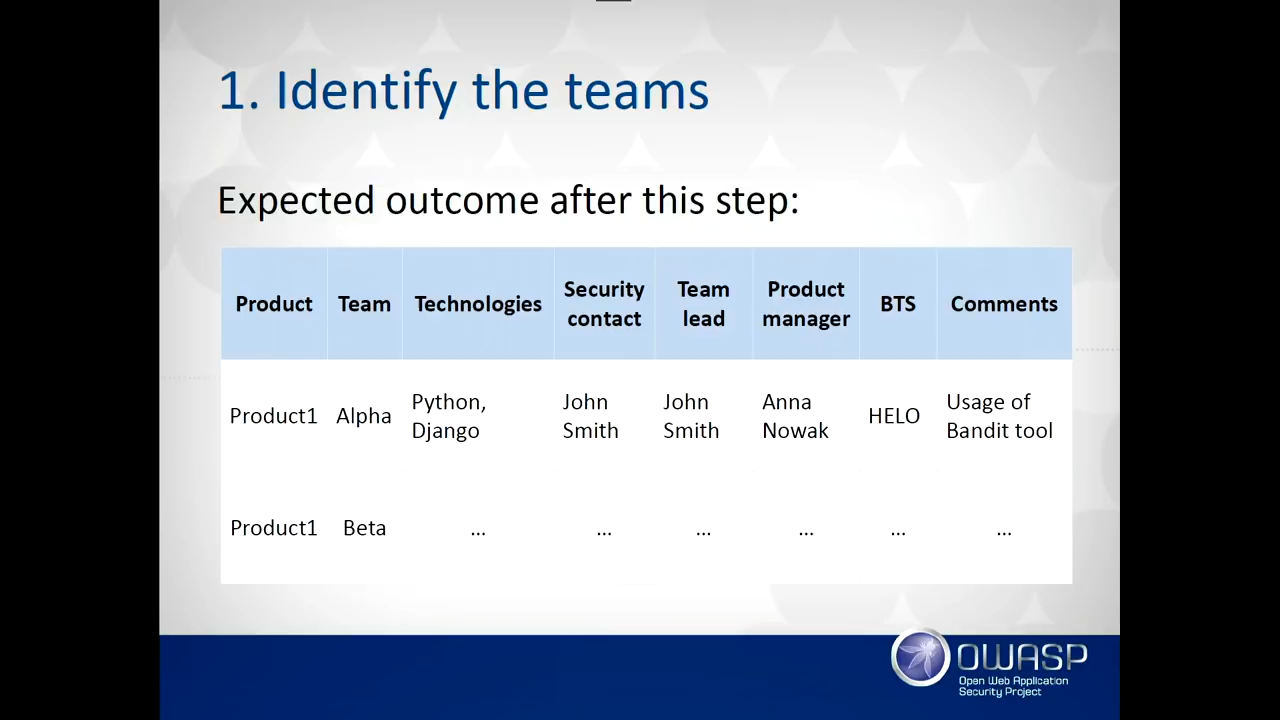 1. Identify the teams
Expected outcome after this step:
Product Team Technologies Security contact Team lead Product manager BTS Comments
Product1 Alpha Python, Django John Smith John Smith Anna Nowak HELO Usage of Bandit tool
Product1 Beta ... ... ... ... ... ...
OWASP
Open Web Application
Security Project